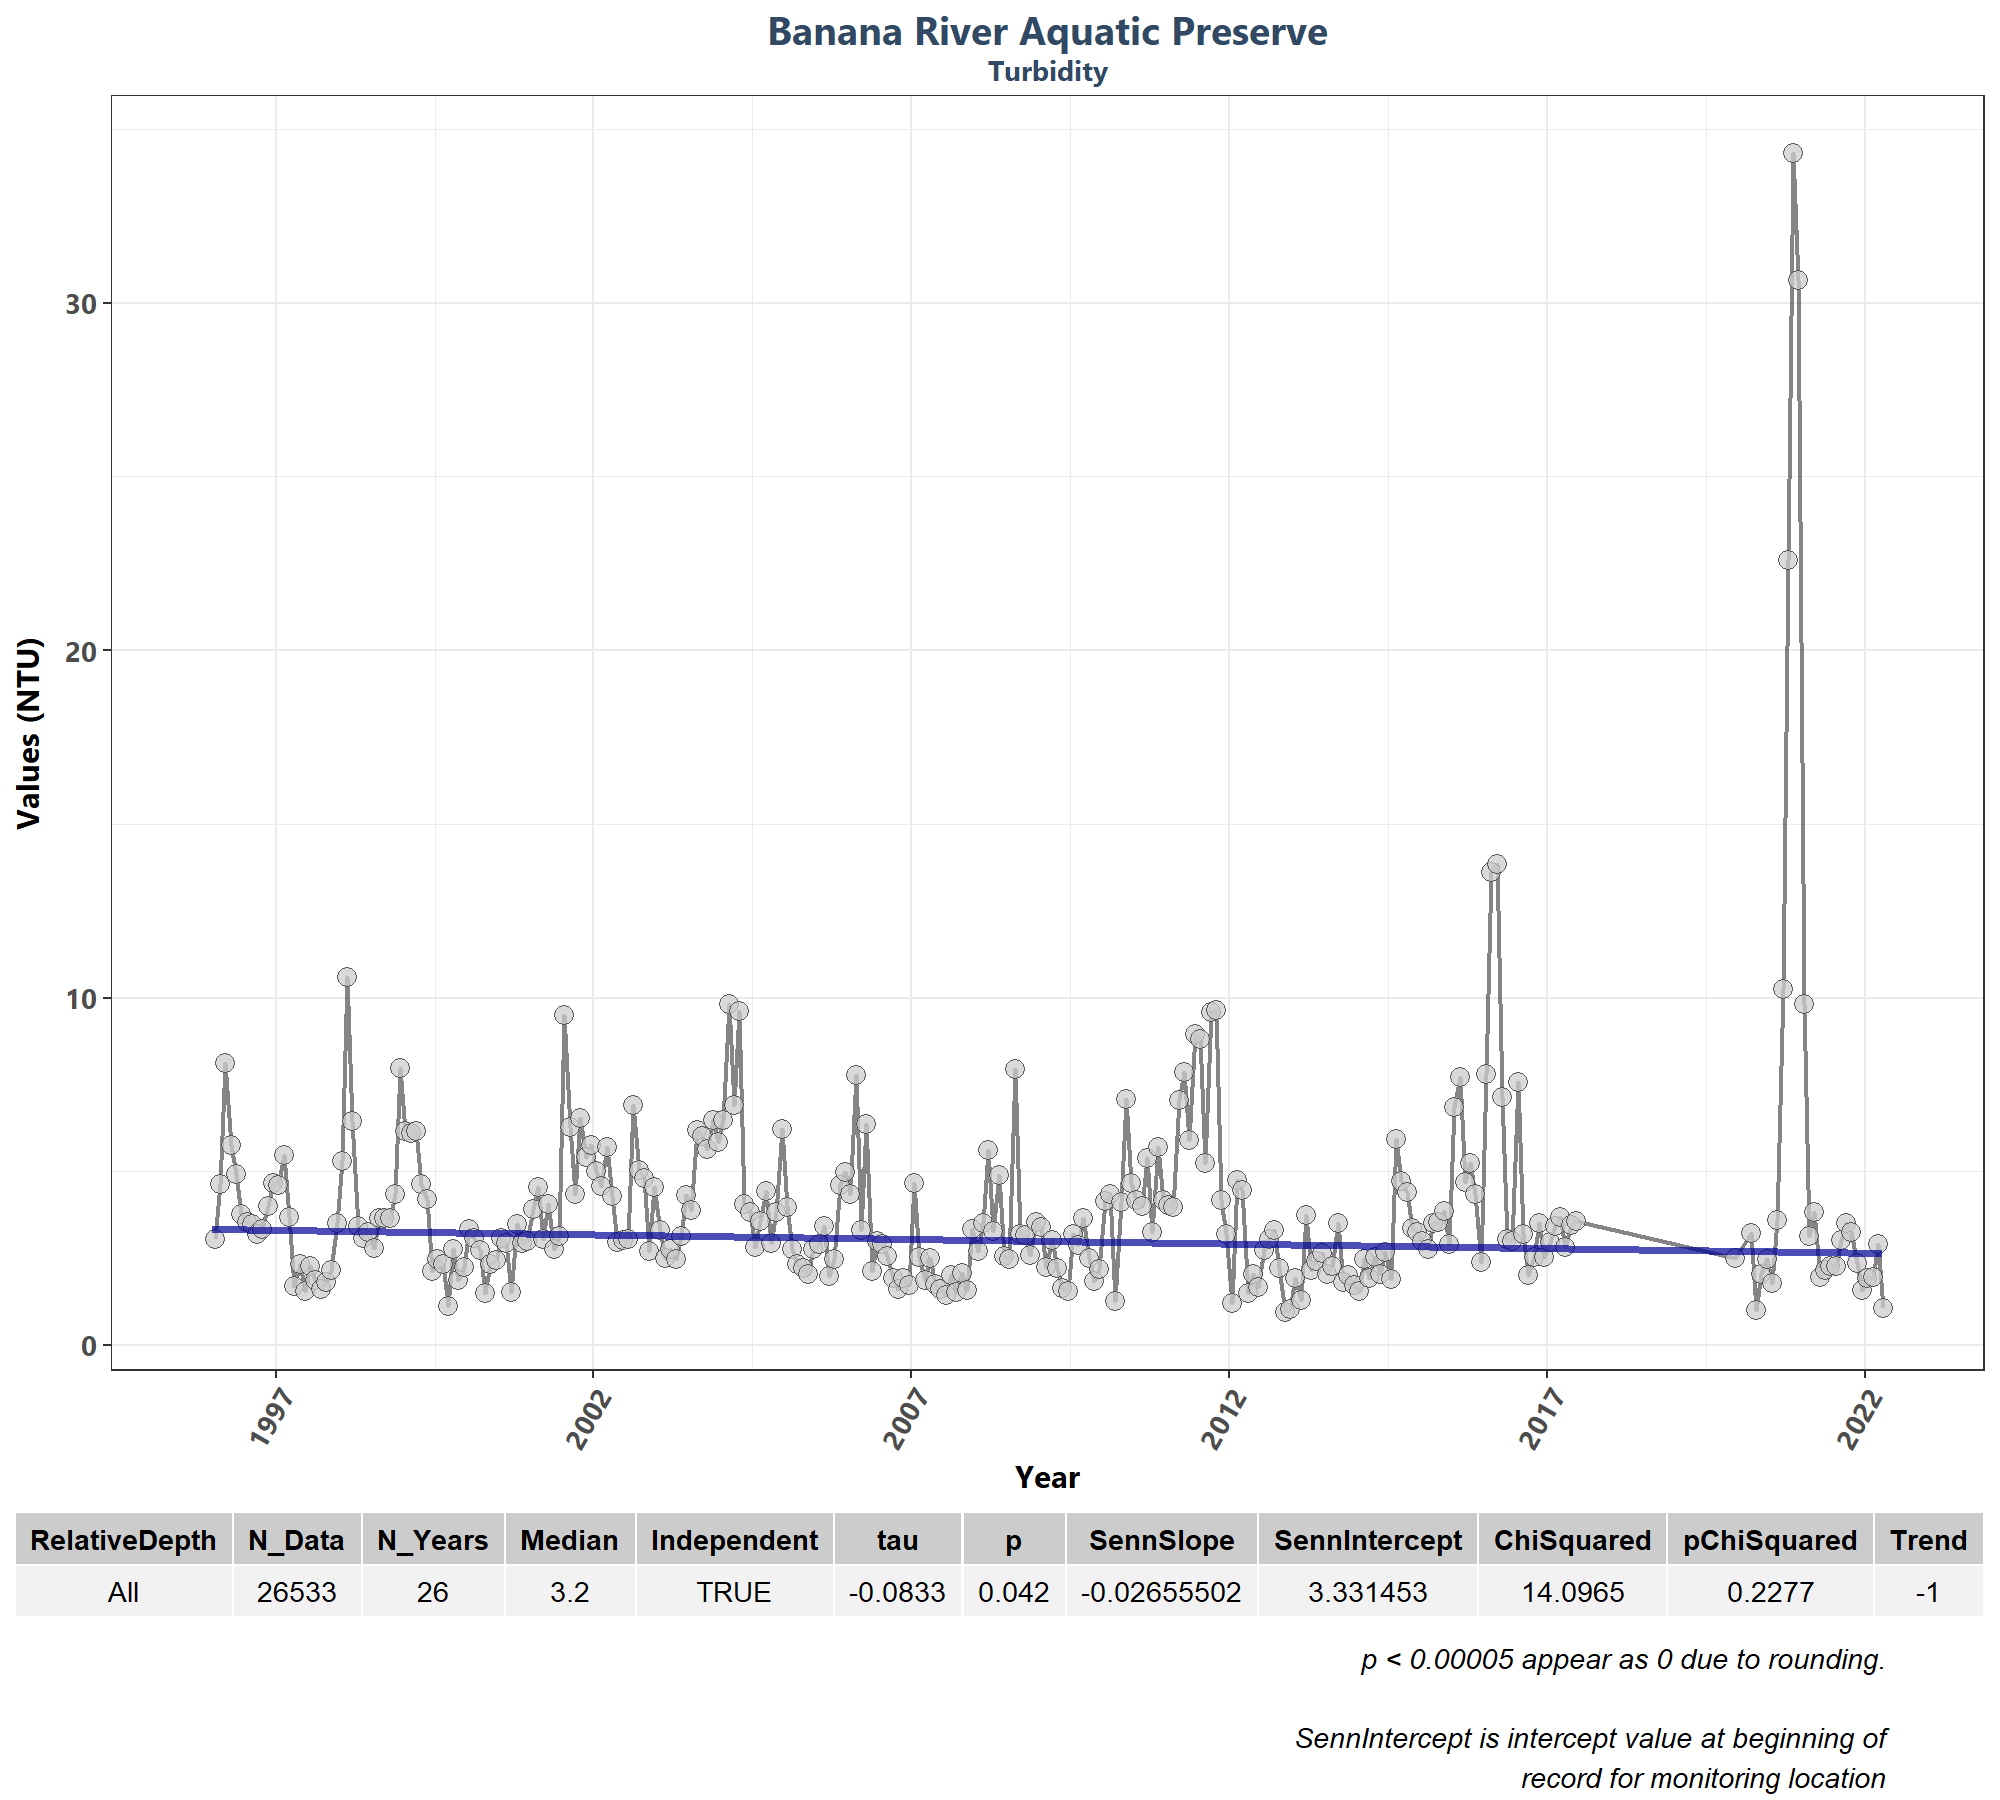 Banana River Aquatic Preserve
Turbidity
Values (NTU)
30
20
10
0
1997
2002
2007
2012
2017
2022
Year
RelativeDepth N_Data N_Years Median Independent tau p SennSlope SennIntercept ChiSquared pChiSquared Trend
All 26533 26 3.2 TRUE -0.0833 0.042 -0.02655502 3.331453 14.0965 0.2277 -1
p < 0.00005 appear as 0 due to rounding.
SennIntercept is intercept value at beginning of
record for monitoring location